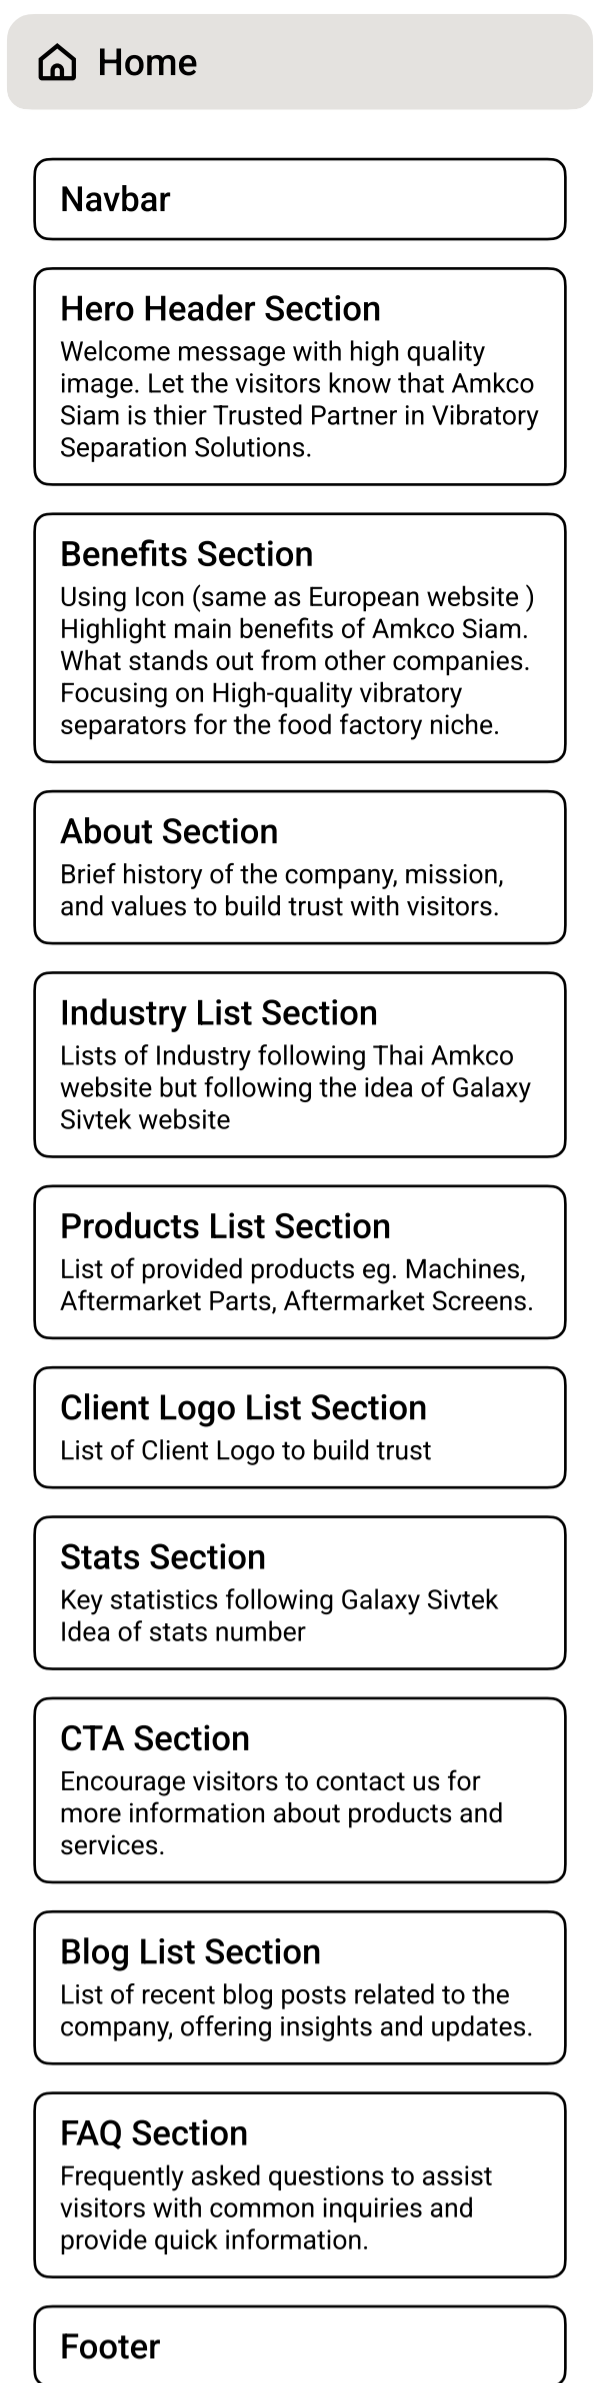 Home
Navbar
Hero Header Section
Welcome message with high quality
image. Let the visitors know that Amkco
Siam is thier Trusted Partner in Vibratory
Separation Solutions.
Benefits Section
Using Icon (same as European website )
Highlight main benefits of Amkco Siam.
What stands out from other companies.
Focusing on High-quality vibratory
separators for the food factory niche.
About Section
Brief history of the company, mission,
and values to build trust with visitors.
Industry List Section
Lists of Industry following Thai Amkco
website but following the idea of Galaxy
Sivtek website
Products List Section
List of provided products eg. Machines,
Aftermarket Parts, Aftermarket Screens.
Client Logo List Section
List of Client Logo to build trust
Stats Section
Key statistics following Galaxy Sivtek
Idea of stats number
CTA Section
Encourage visitors to contact us for
more information about products and
services.
Blog List Section
List of recent blog posts related to the
company, offering insights and updates.
FAQ Section
Frequently asked questions to assist
visitors with common inquiries and
provide quick information.
Footer